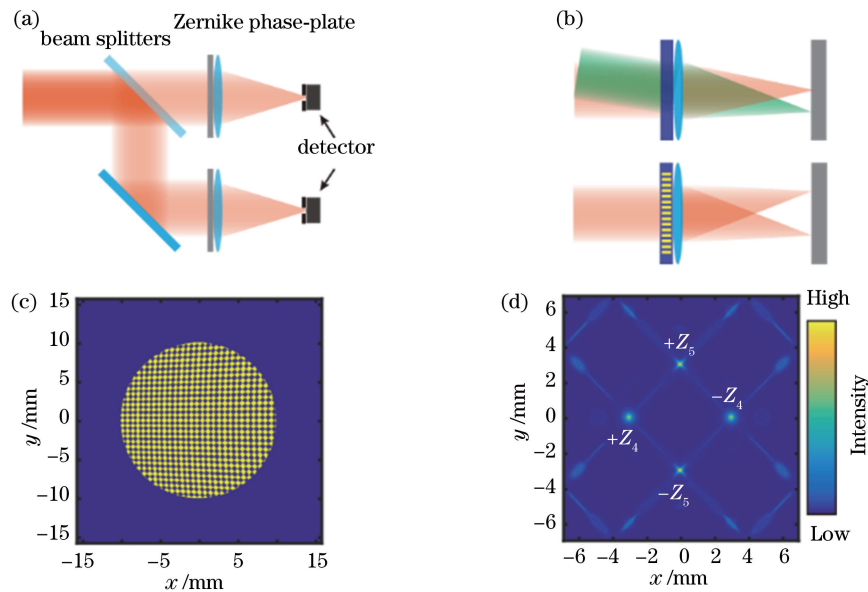 (a)
Zernike phase-plate
beam splitters
detector
(b)
(c)
15
10
5
0
−5
−10
−15
y /mm
−15
−5
5
15
x /mm
(d)
6
4
2
0
−2
−4
−6
y /mm
+Z5
−Z4
+Z4
−Z5
−6 −4 −2 0 2 4 6
x /mm
High
Intensity
Low